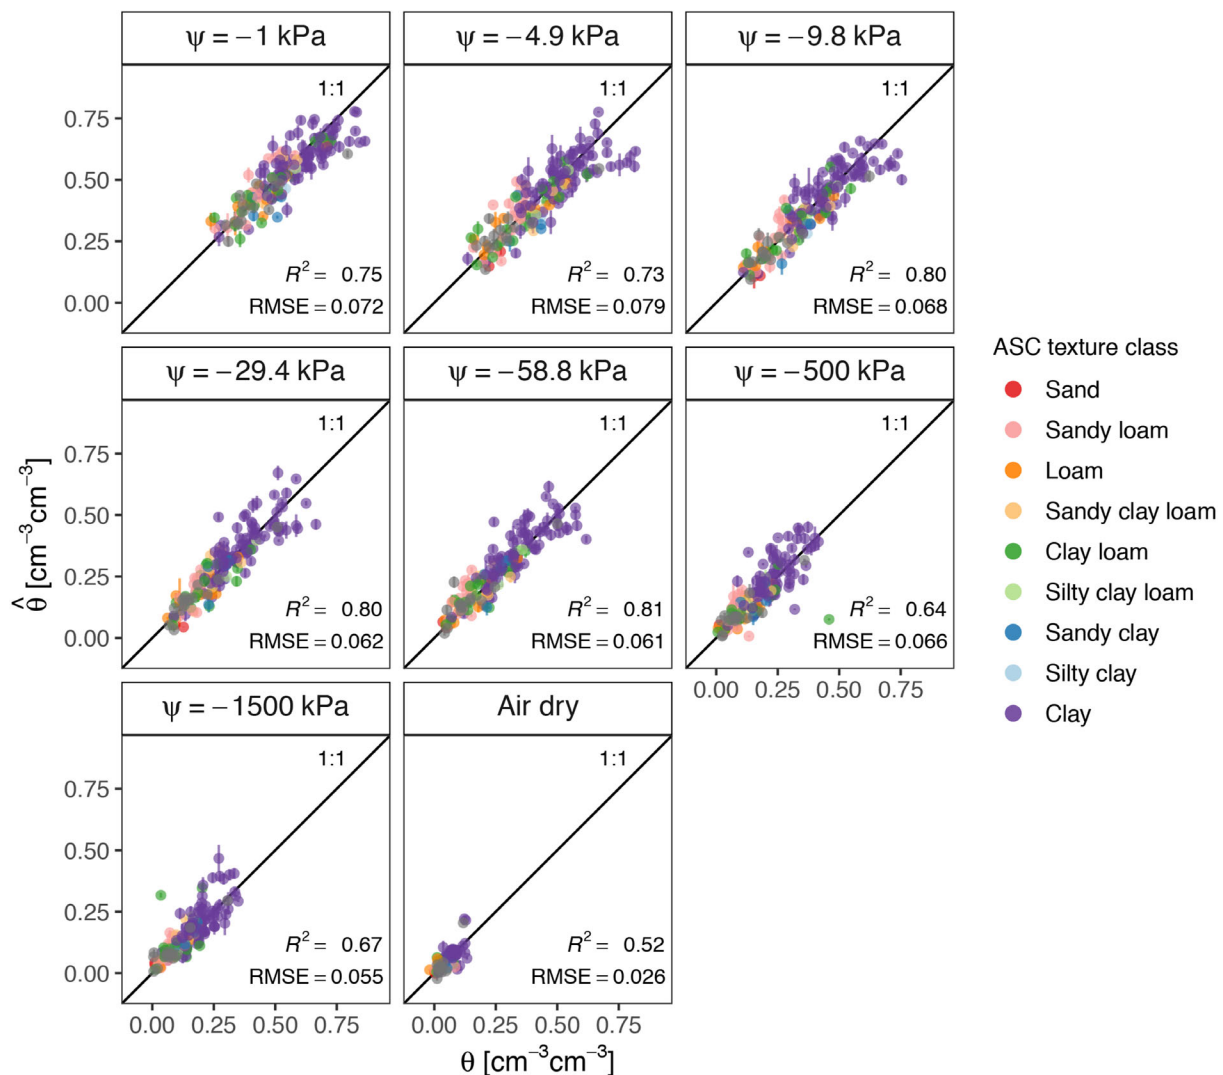 ψ = −1 kPa
ψ = −4.9 kPa
ψ = −9.8 kPa
1:1
1:1
1:1
0.75
0.50
0.25
0.00
R² = 0.75
RMSE = 0.072
R² = 0.73
RMSE = 0.079
R² = 0.80
RMSE = 0.068
ψ = −29.4 kPa
ψ = −58.8 kPa
ψ = −500 kPa
1:1
1:1
1:1
0.75
0.50
0.25
0.00
R² = 0.80
RMSE = 0.062
R² = 0.81
RMSE = 0.061
R² = 0.64
RMSE = 0.066
0.00 0.25 0.50 0.75
ψ = −1500 kPa
Air dry
1:1
1:1
0.75
0.50
0.25
0.00
R² = 0.67
RMSE = 0.055
R² = 0.52
RMSE = 0.026
0.00 0.25 0.50 0.75
0.00 0.25 0.50 0.75
θ̂ [cm⁻³cm⁻³]
θ [cm⁻³cm⁻³]
ASC texture class
Sand
Sandy loam
Loam
Sandy clay loam
Clay loam
Silty clay loam
Sandy clay
Silty clay
Clay